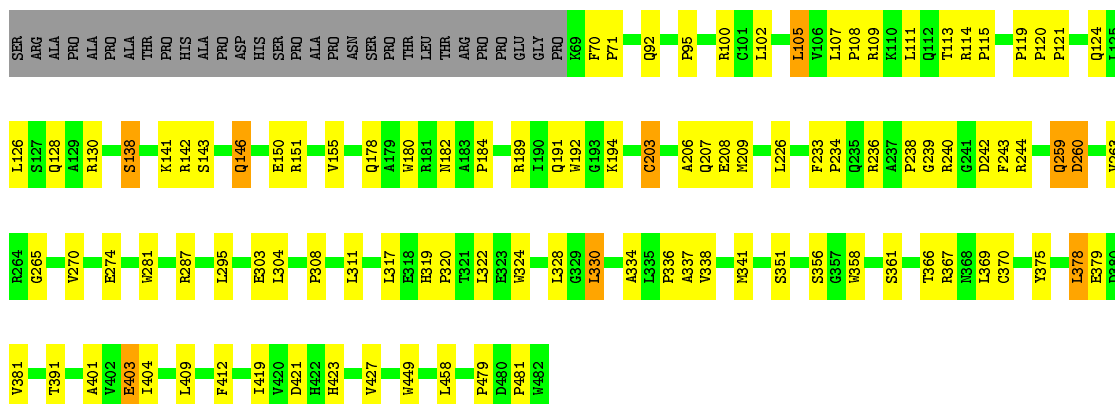 SER ARG ALA PRO ALA PRO ALA THR PRO HIS ALA PRO ASP HIS SER PRO ALA PRO ASN SER PRO THR LEU THR ARG PRO PRO GLU GLY PRO K69 F70 P71 Q92 P95 R100 C101 L102 L105 V106 L107 P108 R109 K110 L111 Q112 T113 R114 P115 P119 P120 P121 Q124 L125
L126 S127 Q128 A129 R130 S138 K141 R142 S143 Q146 E150 R151 V155 Q178 A179 W180 R181 N182 A183 P184 R189 I190 Q191 W192 G193 K194 C203 A206 Q207 E208 M209 L226 F233 P234 Q235 R236 A237 P238 G239 R240 G241 D242 F243 R244 Q259 D260
R264 G265 V270 E274 W281 R287 L295 E303 L304 P308 L311 L317 E318 H319 P320 T321 L322 E323 W324 L328 G329 L330 A334 L335 P336 A337 V338 M341 S351 S356 G357 W358 S361 T366 R367 N368 L369 C370 Y375 L378 E379
V381 T391 A401 V402 E403 I404 L409 F412 I419 V420 D421 H422 H423 V427 W449 L458 P479 D480 P481 W482